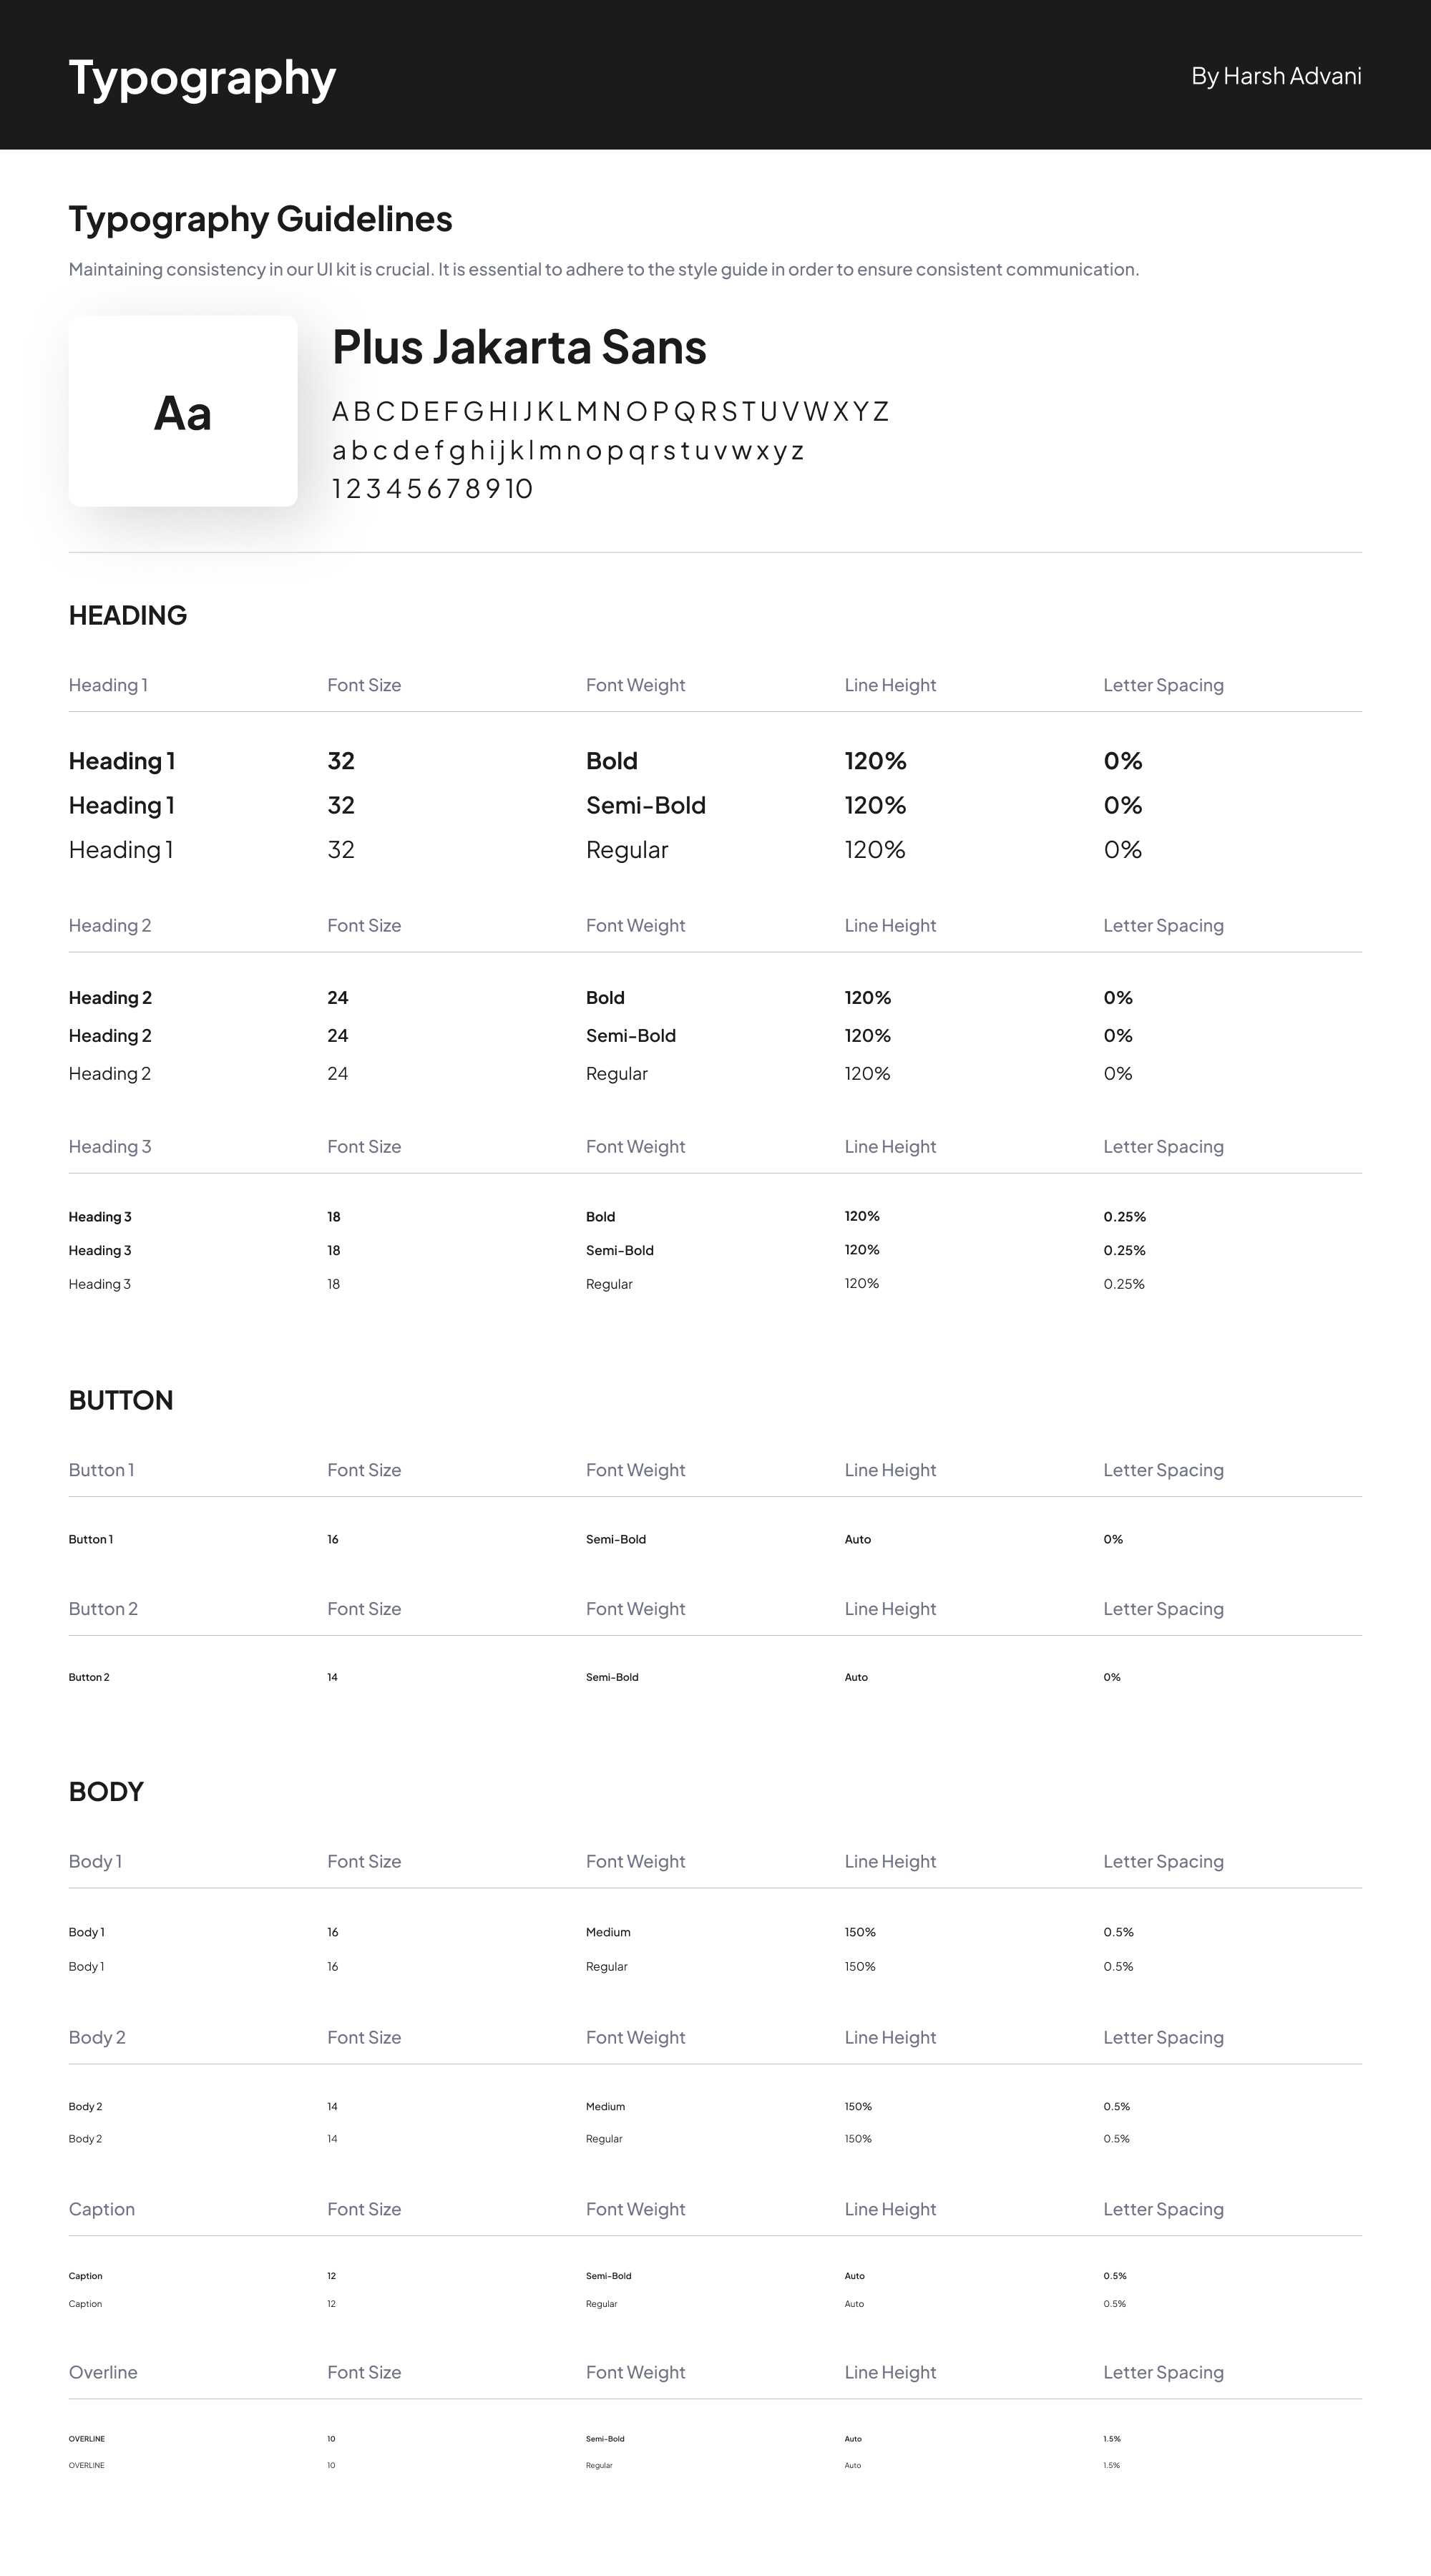 Typography
By Harsh Advani
Typography Guidelines
Maintaining consistency in our UI kit is crucial. It is essential to adhere to the style guide in order to ensure consistent communication.
Aa
Plus Jakarta Sans
A B C D E F G H I J K L M N O P Q R S T U V W X Y Z
a b c d e f g h i j k l m n o p q r s t u v w x y z
1 2 3 4 5 6 7 8 9 10
HEADING
Heading 1 Font Size Font Weight Line Height Letter Spacing
Heading 1 32 Bold 120% 0%
Heading 1 32 Semi-Bold 120% 0%
Heading 1 32 Regular 120% 0%
Heading 2 Font Size Font Weight Line Height Letter Spacing
Heading 2 24 Bold 120% 0%
Heading 2 24 Semi-Bold 120% 0%
Heading 2 24 Regular 120% 0%
Heading 3 Font Size Font Weight Line Height Letter Spacing
Heading 3 18 Bold 120% 0.25%
Heading 3 18 Semi-Bold 120% 0.25%
Heading 3 18 Regular 120% 0.25%
BUTTON
Button 1 Font Size Font Weight Line Height Letter Spacing
Button 1 16 Semi-Bold Auto 0%
Button 2 Font Size Font Weight Line Height Letter Spacing
Button 2 14 Semi-Bold Auto 0%
BODY
Body 1 Font Size Font Weight Line Height Letter Spacing
Body 1 16 Medium 150% 0.5%
Body 1 16 Regular 150% 0.5%
Body 2 Font Size Font Weight Line Height Letter Spacing
Body 2 14 Medium 150% 0.5%
Body 2 14 Regular 150% 0.5%
Caption Font Size Font Weight Line Height Letter Spacing
Caption 12 Semi-Bold Auto 0.5%
Caption 12 Regular Auto 0.5%
Overline Font Size Font Weight Line Height Letter Spacing
OVERLINE 10 Semi-Bold Auto 1.5%
OVERLINE 10 Regular Auto 1.5%